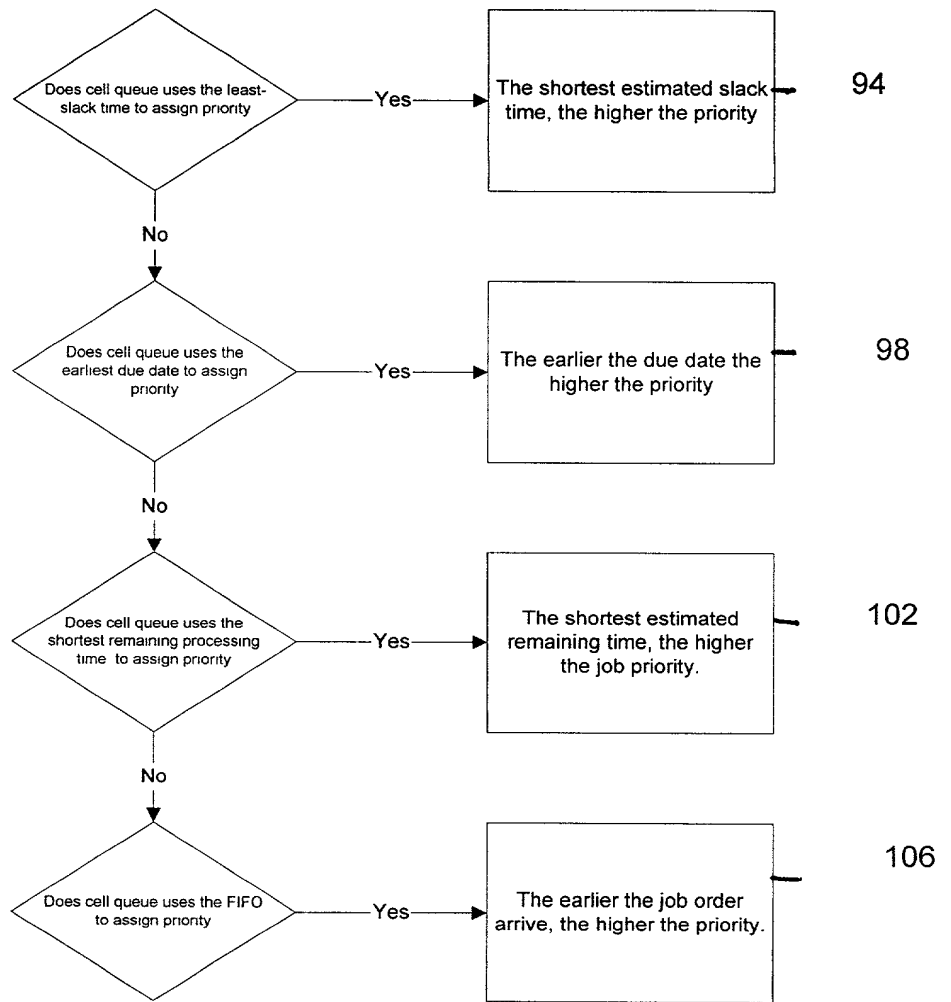 Does cell queue uses the least-
slack time to assign priority
Yes
The shortest estimated slack
time, the higher the priority
94
No
Does cell queue uses the
earliest due date to assign
priority
Yes
The earlier the due date the
higher the priority
98
No
Does cell queue uses the
shortest remaining processing
time to assign priority
Yes
The shortest estimated
remaining time, the higher
the job priority.
102
No
Does cell queue uses the FIFO
to assign priority
Yes
The earlier the job order
arrive, the higher the priority.
106